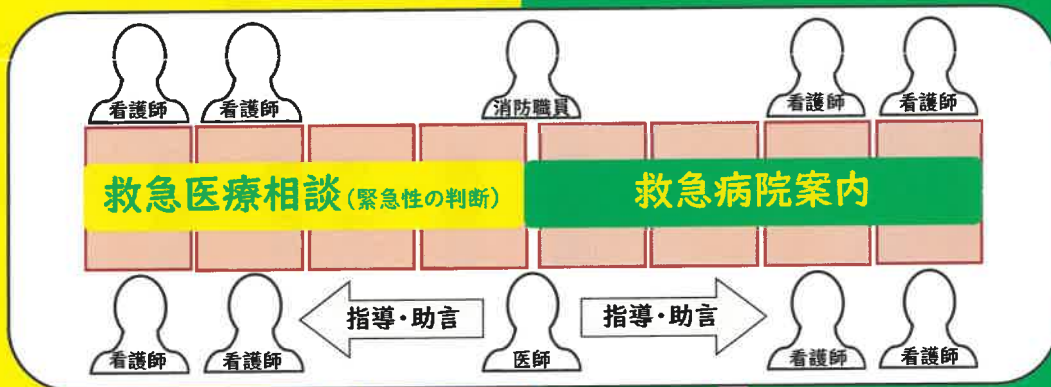 看護師 看護師 消防職員 看護師 看護師
救急医療相談(緊急性の判断) 救急病院案内
指導・助言 指導・助言
看護師 看護師 医師 看護師 看護師